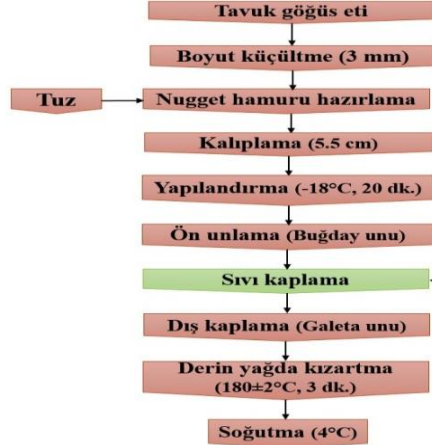 Tavuk göğüs eti
Boyut küçültme (3 mm)
Tuz
Nugget hamuru hazırlama
Kalıplama (5.5 cm)
Yapılandırma (-18°C, 20 dk.)
Ön unlama (Buğday unu)
Sıvı kaplama
Dış kaplama (Galeta unu)
Derin yağda kızartma
(180±2°C, 3 dk.)
Soğutma (4°C)